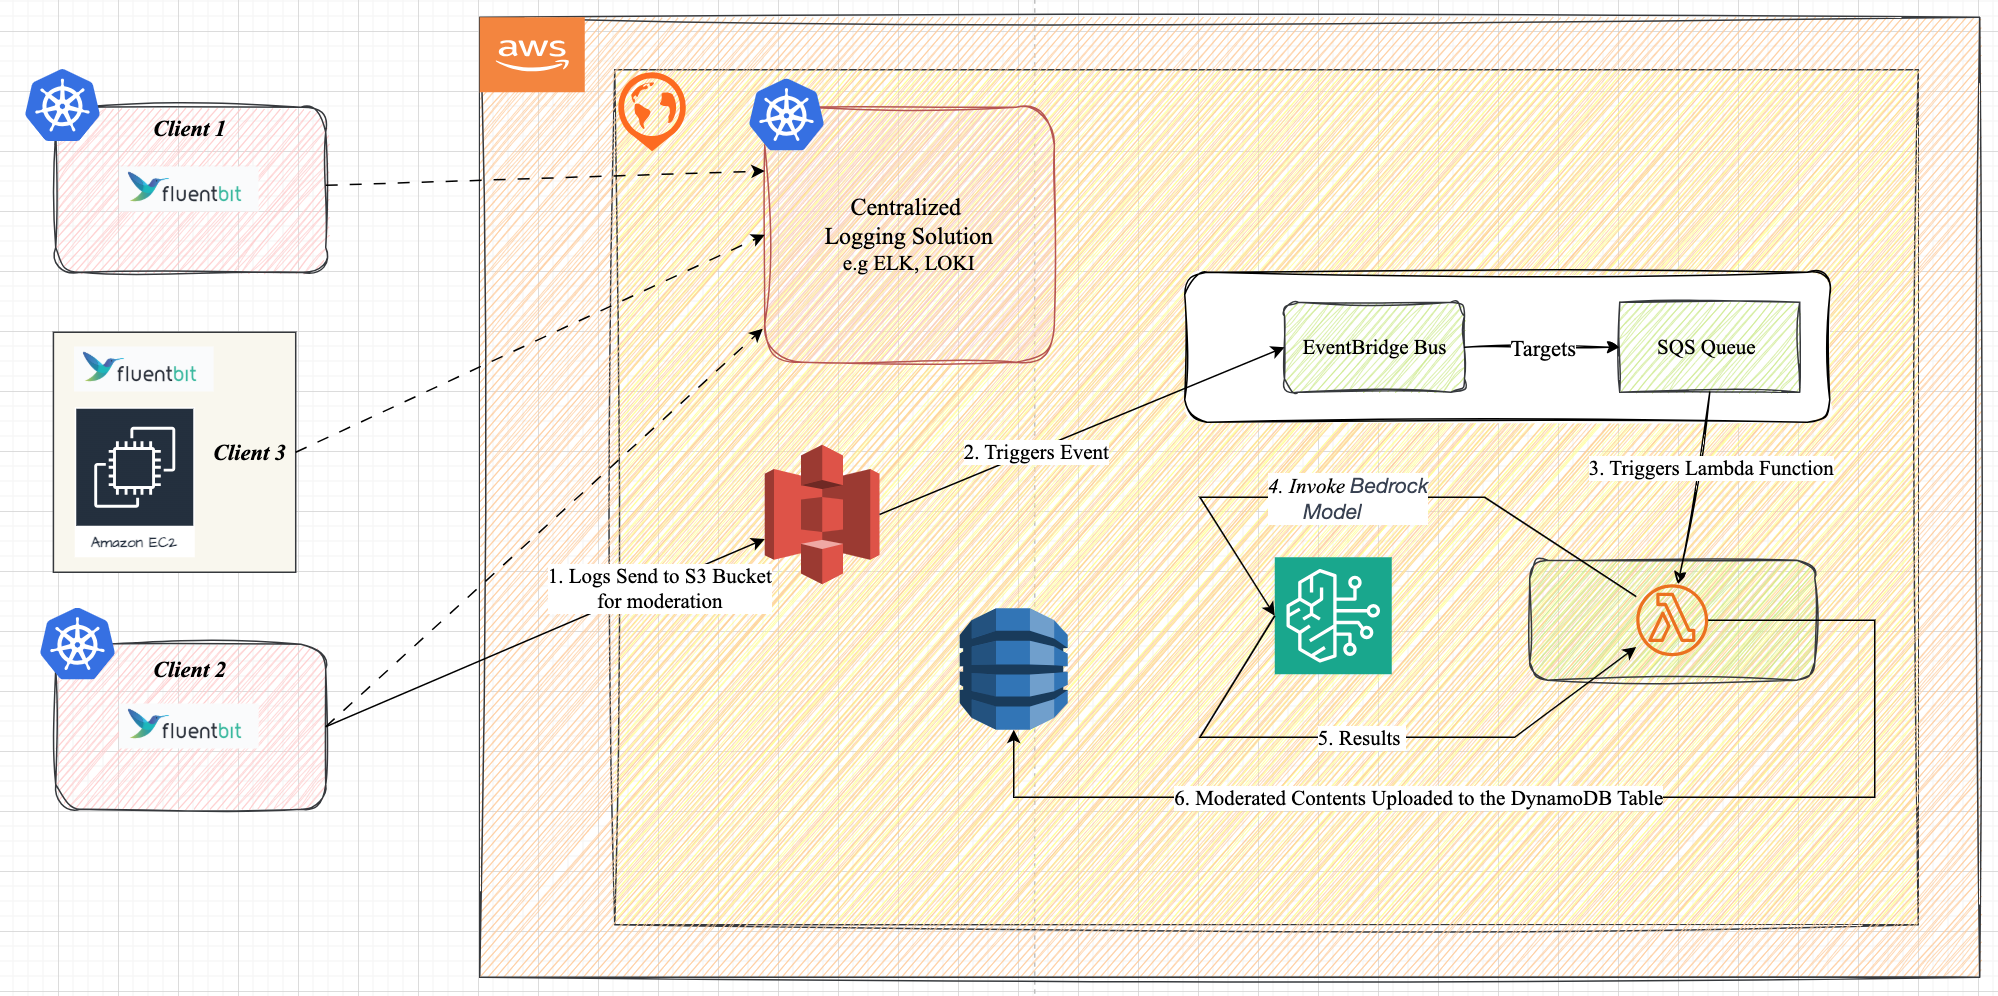 aws
Client 1
fluentbit
Centralized
Logging Solution
e.g ELK, LOKI
EventBridge Bus
Targets
SQS Queue
fluentbit
Client 3
Amazon EC2
2. Triggers Event
3. Triggers Lambda Function
4. Invoke Bedrock
Model
1. Logs Send to S3 Bucket
for moderation
Client 2
fluentbit
5. Results
6. Moderated Contents Uploaded to the DynamoDB Table